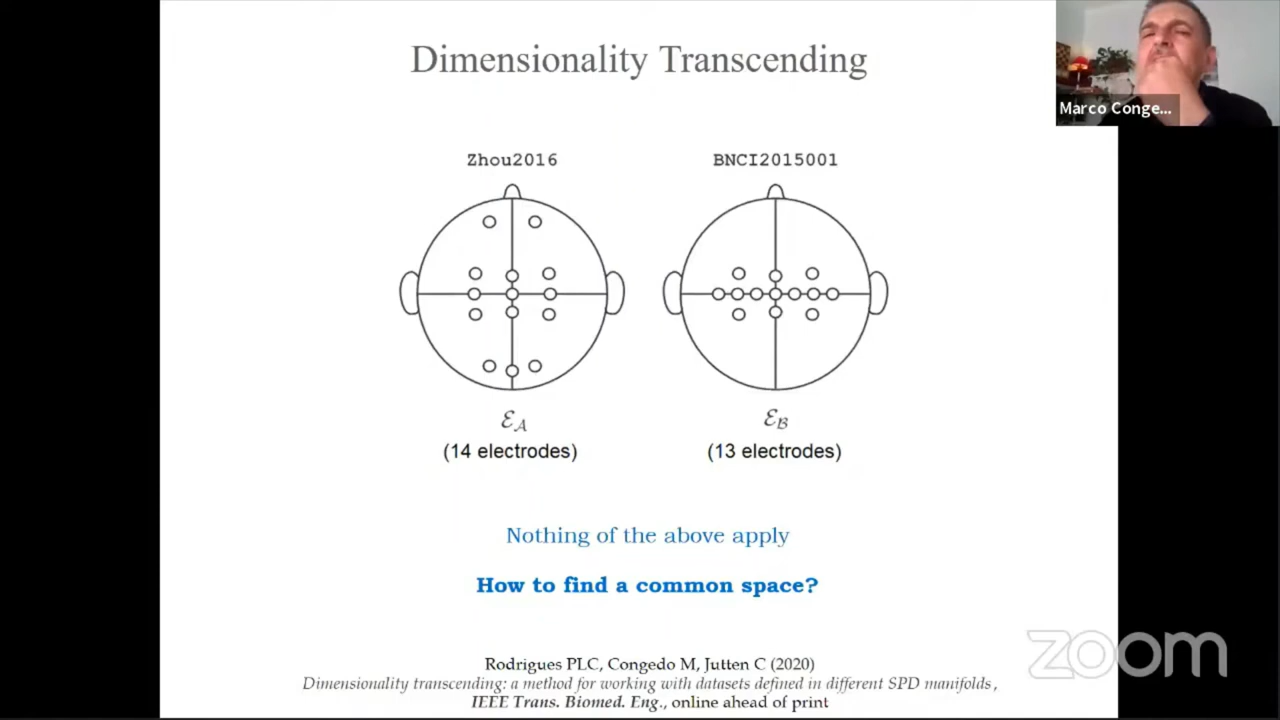 Dimensionality Transcending
Marco Conge...
Zhou2016
BNCI2015001
ℰ𝒜
(14 electrodes)
ℰℬ
(13 electrodes)
Nothing of the above apply
How to find a common space?
Rodrigues PLC, Congedo M, Jutten C (2020)
Dimensionality transcending: a method for working with datasets defined in different SPD manifolds,
IEEE Trans. Biomed. Eng., online ahead of print
zoom